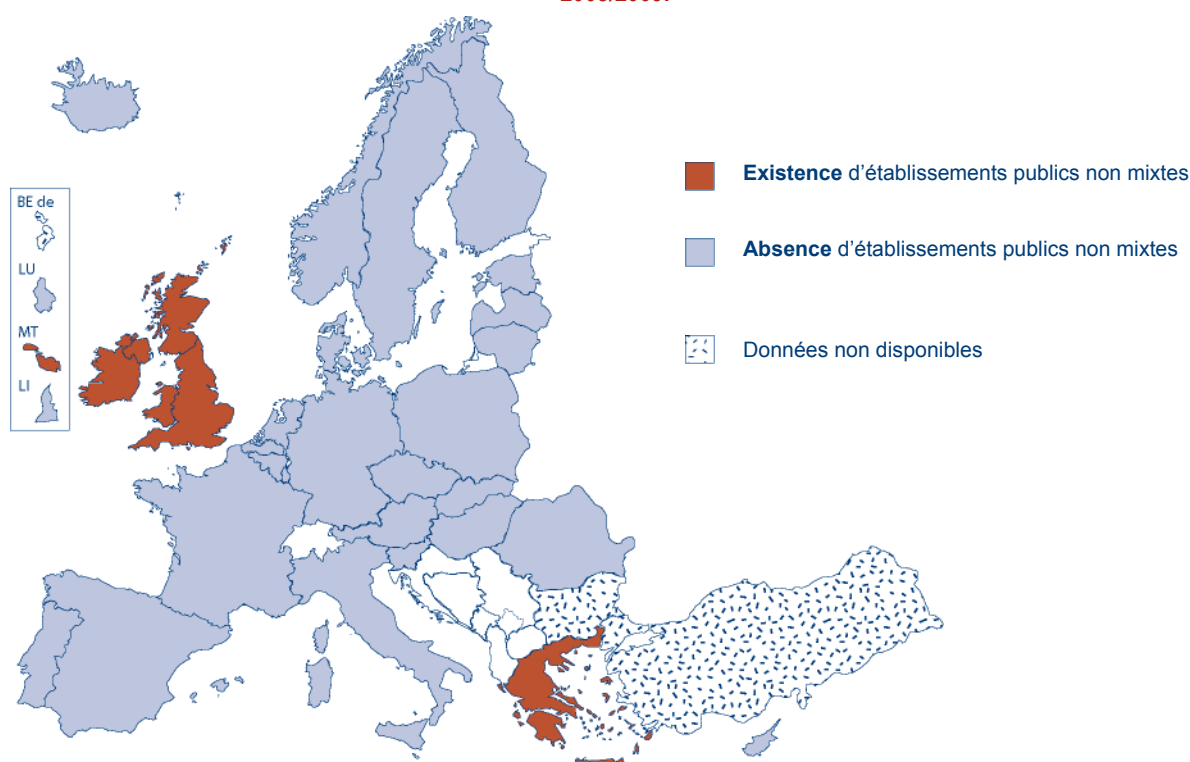 BE de
LU
MT
LI
Existence d'établissements publics non mixtes
Absence d'établissements publics non mixtes
Données non disponibles